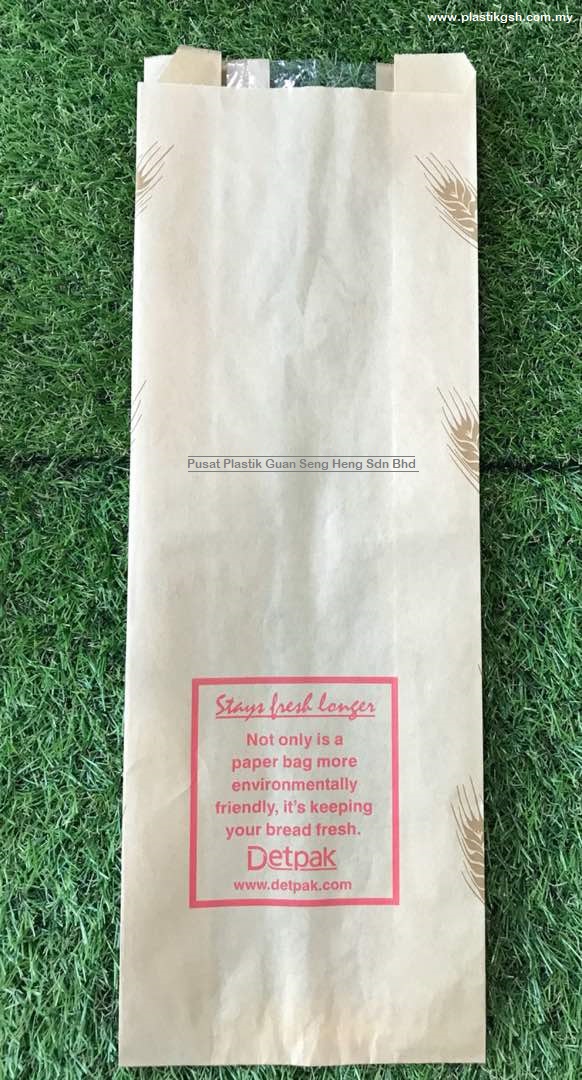 www.plastikgsh.com.my
Pusat Plastik Guan Seng Heng Sdn Bhd
Stays fresh longer
Not only is a
paper bag more
environmentally
friendly, it's keeping
your bread fresh.
Detpak
www.detpak.com